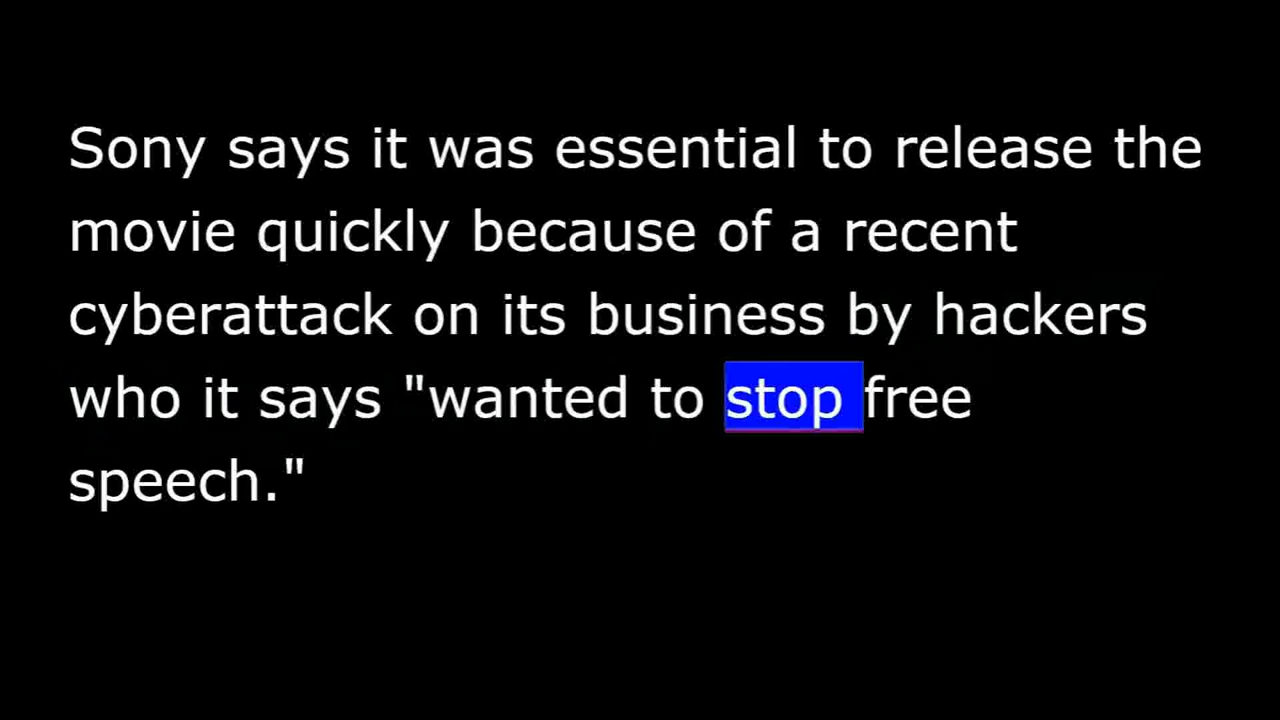 Sony says it was essential to release the
movie quickly because of a recent
cyberattack on its business by hackers
who it says "wanted to stop free
speech."